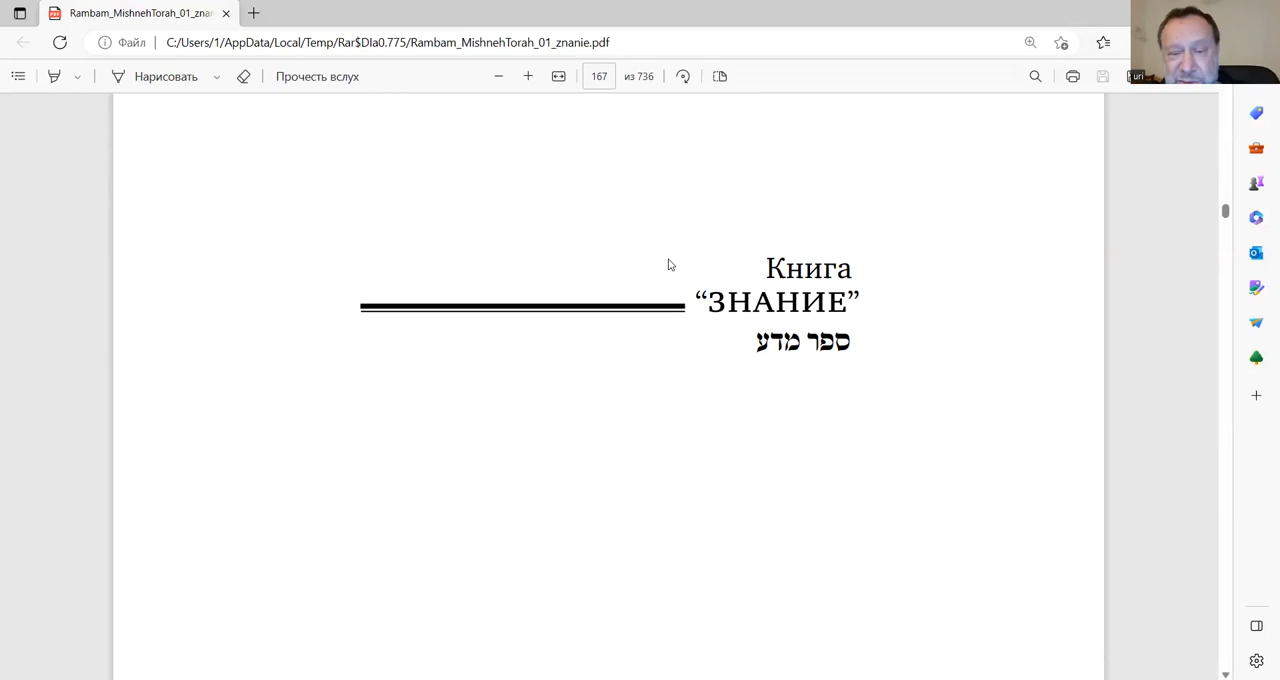 Rambam_MishnehTorah_01_zna
Файл
C:/Users/1/AppData/Local/Temp/Rar$DIa0.775/Rambam_MishnehTorah_01_znanie.pdf
Нарисовать
Прочесть вслух
167
из 736
uri
Книга
“ЗНАНИЕ”
ספר מדע